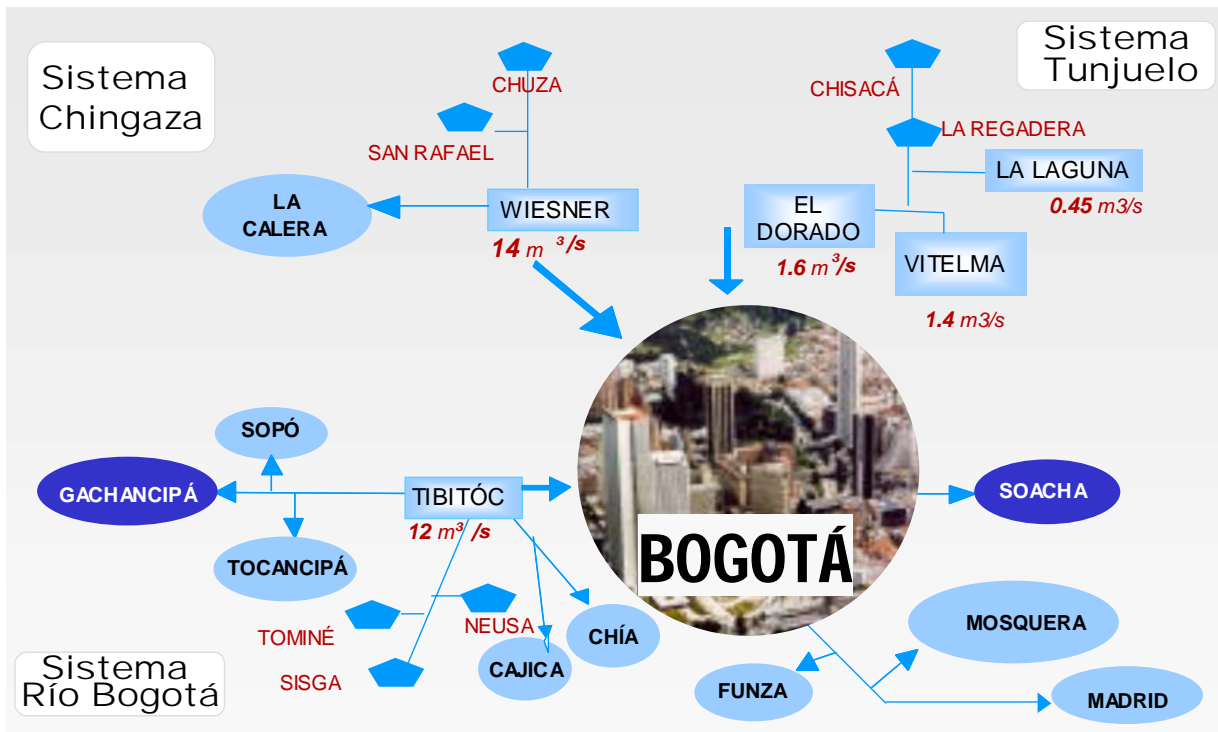 Sistema
Chingaza
CHUZA
SAN RAFAEL
LA
CALERA
WIESNER
14 m ³/s
Sistema
Tunjuelo
CHISACÁ
LA REGADERA
LA LAGUNA
0.45 m3/s
EL
DORADO
1.6 m³/s
VITELMA
1.4 m3/s
SOPÓ
GACHANCIPÁ
TOCANCIPÁ
TIBITÓC
12 m³ /s
TOMINÉ
NEUSA
SISGA
CAJICA
CHÍA
Sistema
Río Bogotá
BOGOTÁ
SOACHA
MOSQUERA
FUNZA
MADRID